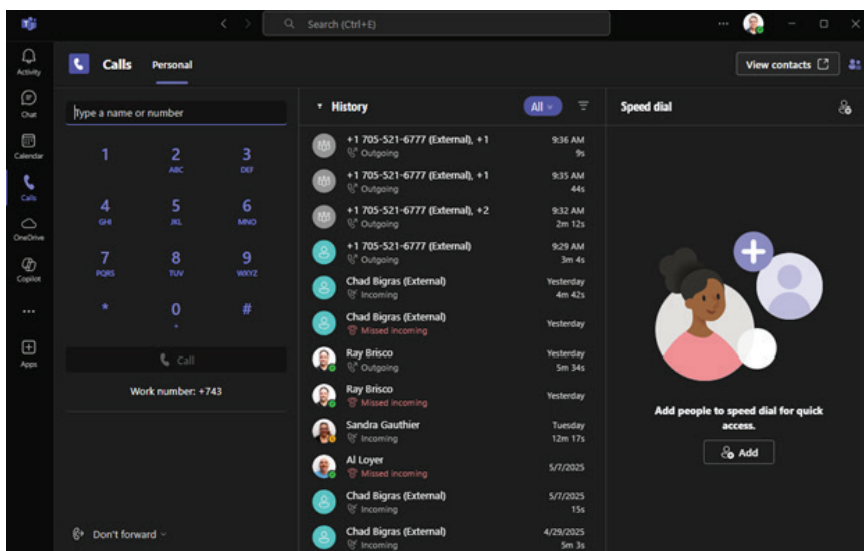 Search (Ctrl+E)
Activity
Chat
Calendar
Calls
OneDrive
Copilot
Apps
Calls Personal
View contacts
Type a name or number
1 2 3
ABC DEF
4 5 6
GHI JKL MNO
7 8 9
PQRS TUV WXYZ
* 0 #
+
Call
Work number: +743
Don't forward
History All
+1 705-521-6777 (External), +1 9:36 AM
Outgoing 9s
+1 705-521-6777 (External), +1 9:35 AM
Outgoing 44s
+1 705-521-6777 (External), +2 9:32 AM
Outgoing 2m 12s
+1 705-521-6777 (External) 9:29 AM
Outgoing 3m 4s
Chad Bigras (External) Yesterday
Incoming 4m 42s
Chad Bigras (External) Yesterday
Missed incoming
Ray Brisco Yesterday
Outgoing 5m 34s
Ray Brisco Yesterday
Missed incoming
Sandra Gauthier Tuesday
Incoming 12m 17s
Al Loyer 5/7/2025
Missed incoming
Chad Bigras (External) 5/7/2025
Incoming 15s
Chad Bigras (External) 4/29/2025
Incoming 5m 3s
Speed dial
Add people to speed dial for quick
access.
Add